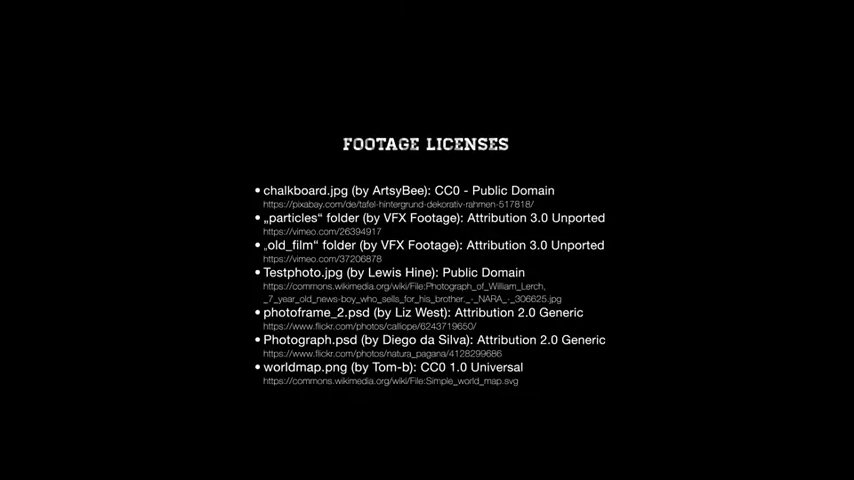 FOOTAGE LICENSES
• chalkboard.jpg (by ArtsyBee): CC0 - Public Domain
https://pixabay.com/de/tafel-hintergrund-dekorativ-rahmen-517818/
• „particles“ folder (by VFX Footage): Attribution 3.0 Unported
https://vimeo.com/26394917
• „old_film“ folder (by VFX Footage): Attribution 3.0 Unported
https://vimeo.com/37206878
• Testphoto.jpg (by Lewis Hine): Public Domain
https://commons.wikimedia.org/wiki/File:Photograph_of_William_Lerch,
_7_year_old_news-boy_who_sells_for_his_brother._-_NARA_-_306625.jpg
• photoframe_2.psd (by Liz West): Attribution 2.0 Generic
https://www.flickr.com/photos/calliope/6243719650/
• Photograph.psd (by Diego da Silva): Attribution 2.0 Generic
https://www.flickr.com/photos/natura_pagana/4128299686
• worldmap.png (by Tom-b): CC0 1.0 Universal
https://commons.wikimedia.org/wiki/File:Simple_world_map.svg